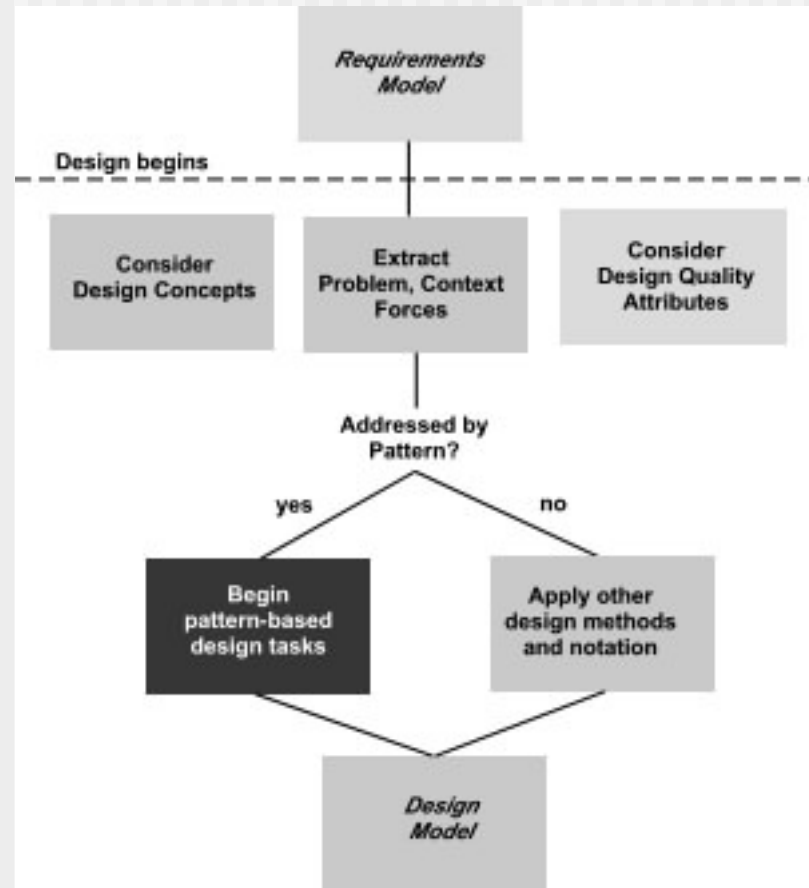 Requirements
Model
Design begins
Consider
Design Concepts
Extract
Problem, Context
Forces
Consider
Design Quality
Attributes
Addressed by
Pattern?
yes
no
Begin
pattern-based
design tasks
Apply other
design methods
and notation
Design
Model